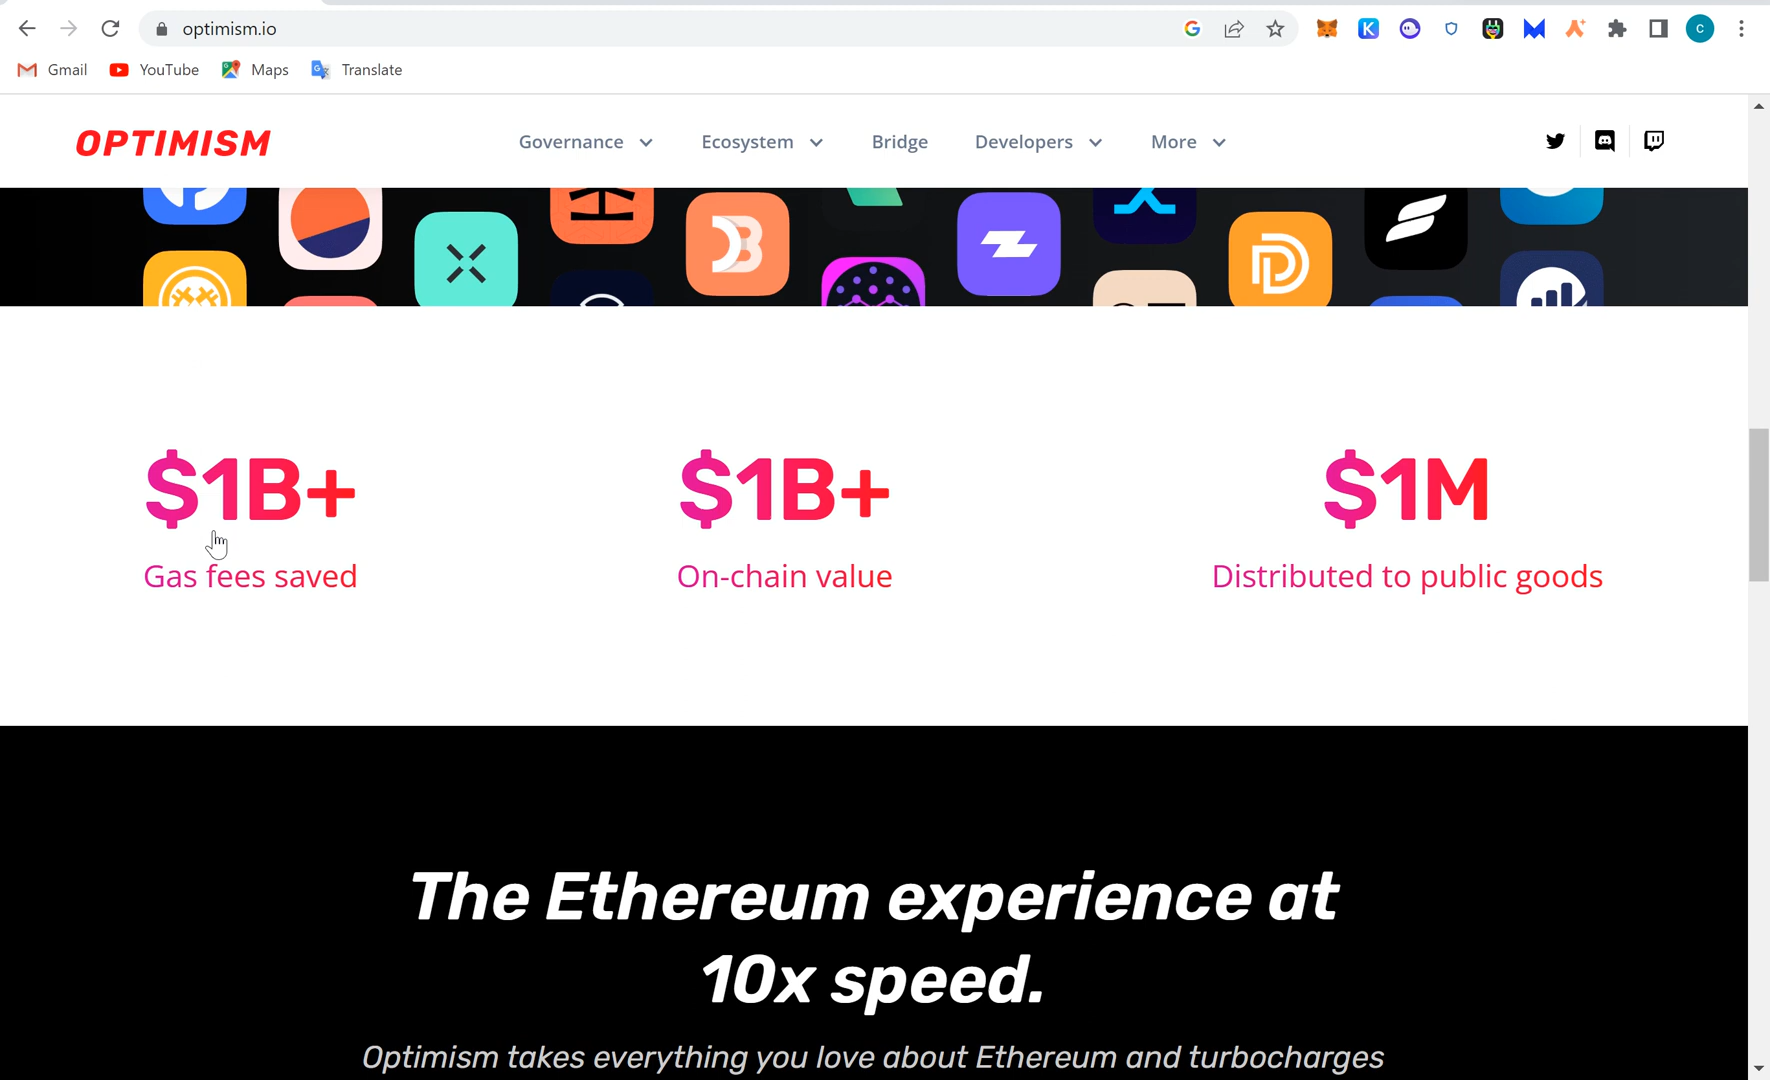 optimism.io
Gmail YouTube Maps Translate
OPTIMISM Governance Ecosystem Bridge Developers More
$1B+ $1B+ $1M
Gas fees saved On-chain value Distributed to public goods
The Ethereum experience at
10x speed.
Optimism takes everything you love about Ethereum and turbocharges